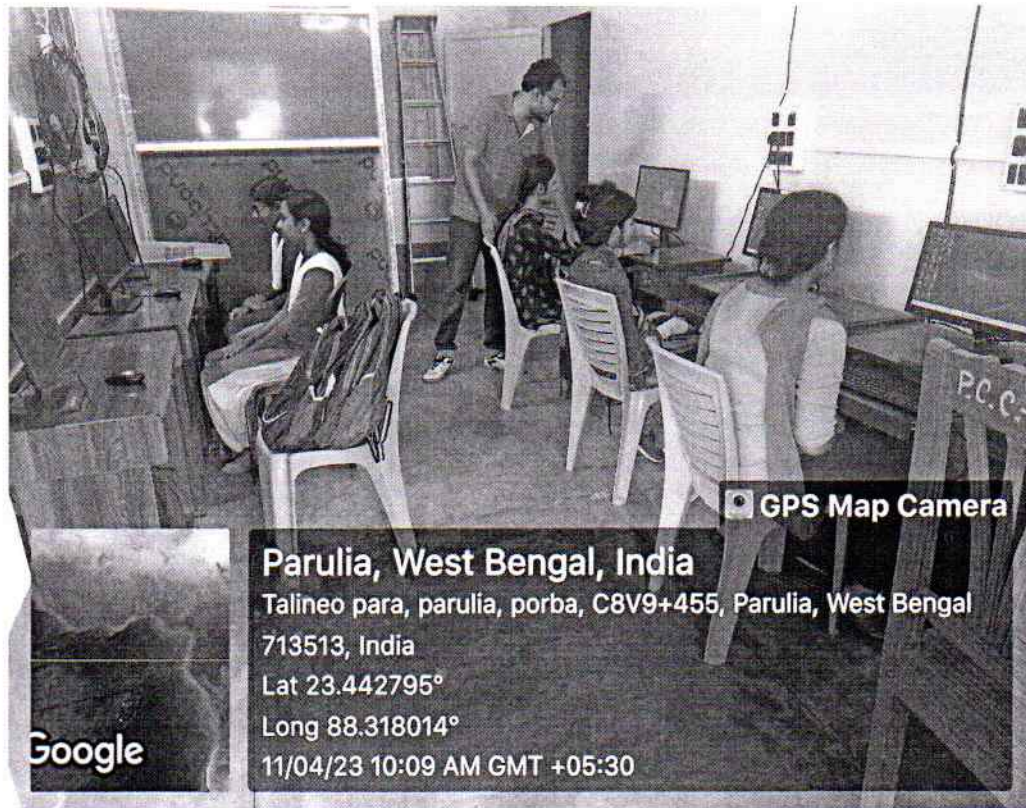 P.C.C.
GPS Map Camera
Parulia, West Bengal, India
Talineo para, parulia, porba, C8V9+455, Parulia, West Bengal
713513, India
Lat 23.442795°
Long 88.318014°
11/04/23 10:09 AM GMT +05:30
Google